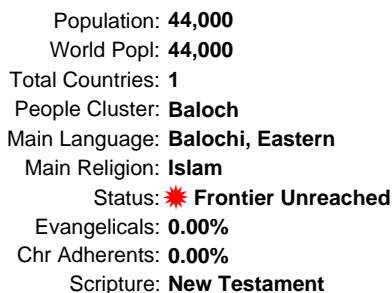 Population: 44,000
World Popl: 44,000
Total Countries: 1
People Cluster: Baloch
Main Language: Balochi, Eastern
Main Religion: Islam
Status: Frontier Unreached
Evangelicals: 0.00%
Chr Adherents: 0.00%
Scripture: New Testament